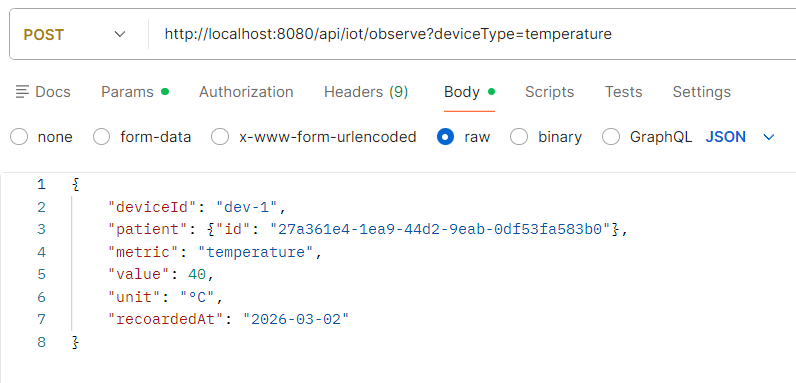 POST http://localhost:8080/api/iot/observe?deviceType=temperature
Docs Params Authorization Headers (9) Body Scripts Tests Settings
none form-data x-www-form-urlencoded raw binary GraphQL JSON
1 {
2 "deviceId": "dev-1",
3 "patient": {"id": "27a361e4-1ea9-44d2-9eab-0df53fa583b0"},
4 "metric": "temperature",
5 "value": 40,
6 "unit": "°C",
7 "recoardedAt": "2026-03-02"
8 }